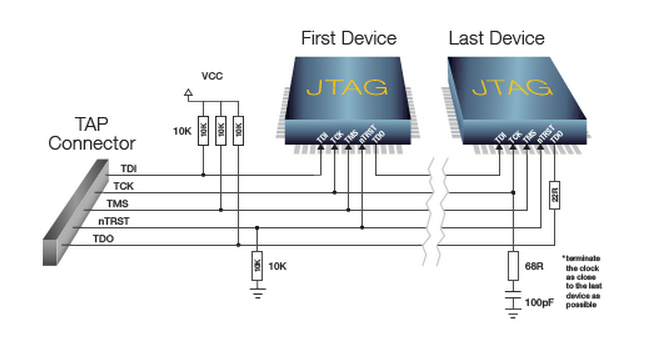 First Device
Last Device
VCC
JTAG
JTAG
TAP
Connector
10K
10K
10K
10K
TDI
TCK
TMS
nTRST
TDO
TDI
TCK
TMS
nTRST
TDO
TDI
TCK
TMS
nTRST
TDO
22R
10K
10K
68R
100pF
*terminate
the clock
as close
to the last
device as
possible